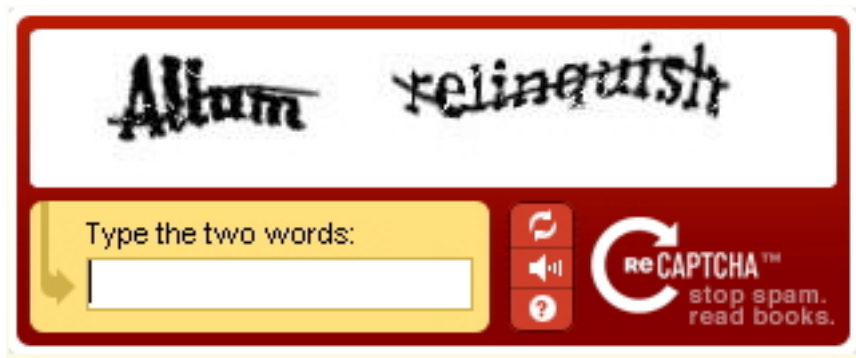 Allum relinquish
Type the two words:
ReCAPTCHA™
stop spam.
read books.